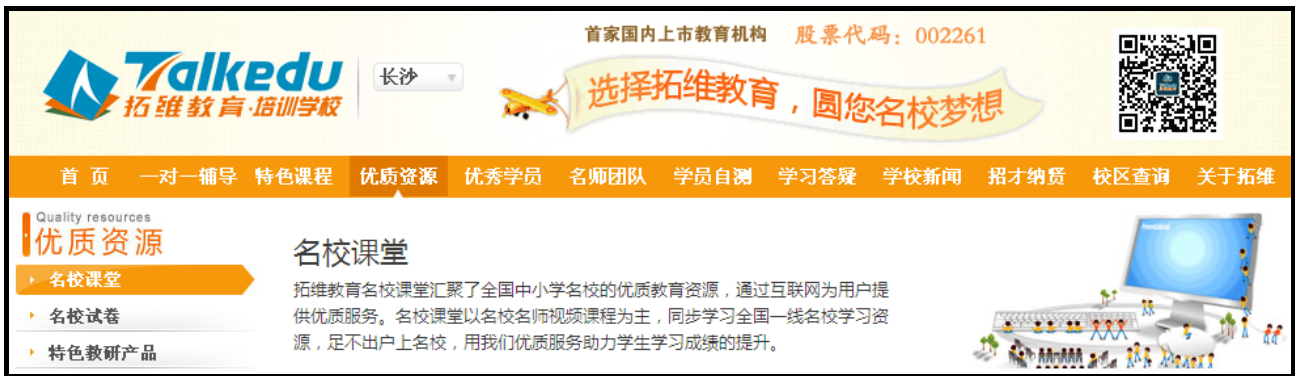 首家国内上市教育机构 股票代码：002261
Talkedu
拓维教育·培训学校
长沙
选择拓维教育，圆您名校梦想
首 页 一对一辅导 特色课程 优质资源 优秀学员 名师团队 学员自测 学习答疑 学校新闻 招才纳贤 校区查询 关于拓维
Quality resources
优质资源
名校课堂
名校试卷
特色教研产品
名校课堂
拓维教育名校课堂汇聚了全国中小学名校的优质教育资源，通过互联网为用户提
供优质服务。名校课堂以名校名师视频课程为主，同步学习全国一线名校学习资
源，足不出户上名校，用我们优质服务助力学生学习成绩的提升。